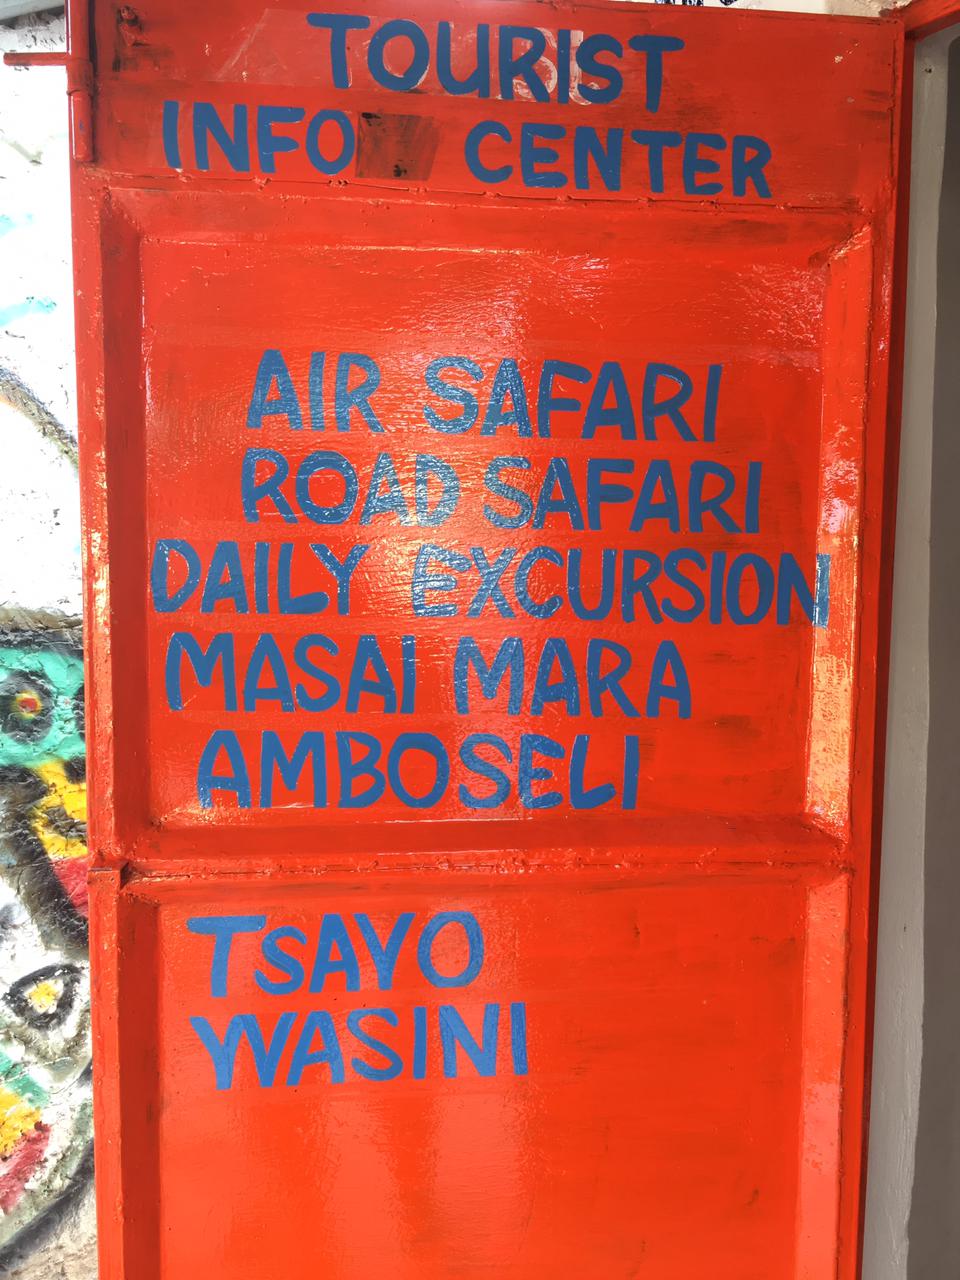 TOURIST
INFO CENTER
AIR SAFARI
ROAD SAFARI
DAILY EXCURSION
MASAI MARA
AMBOSELI
TSAVO
WASINI